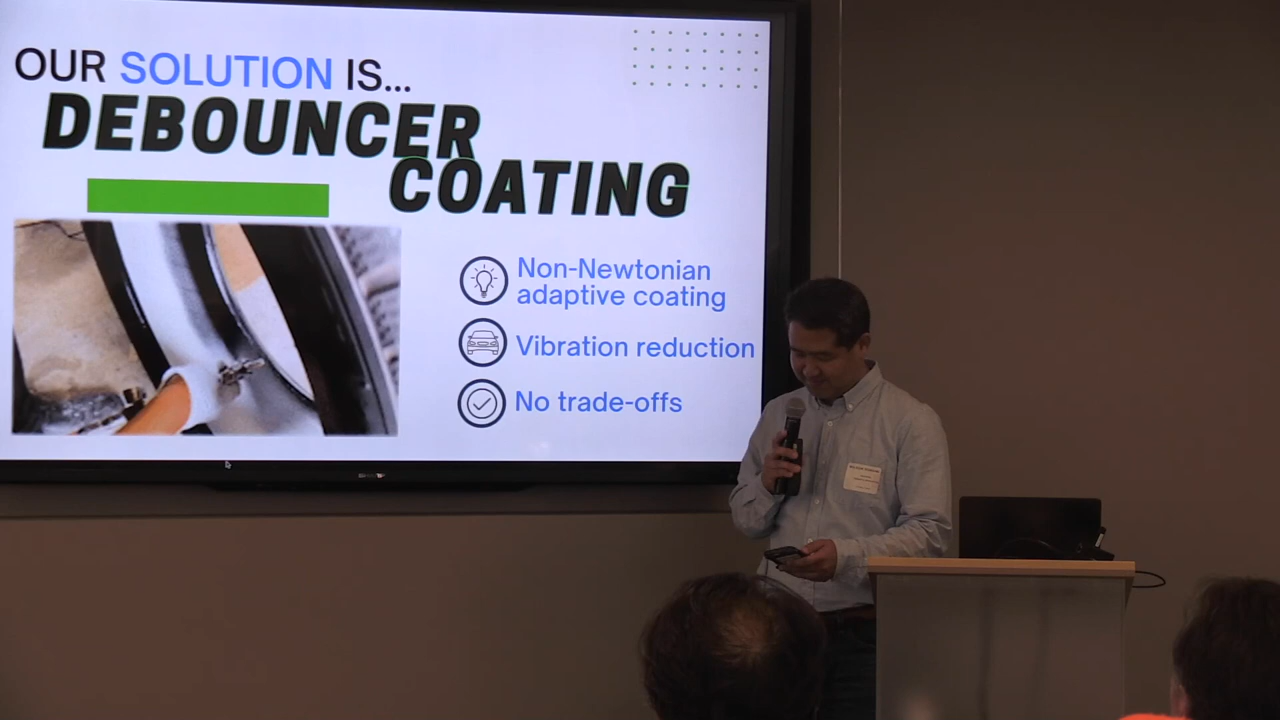 OUR SOLUTION IS...
DEBOUNCER
COATING
Non-Newtonian
adaptive coating
Vibration reduction
No trade-offs